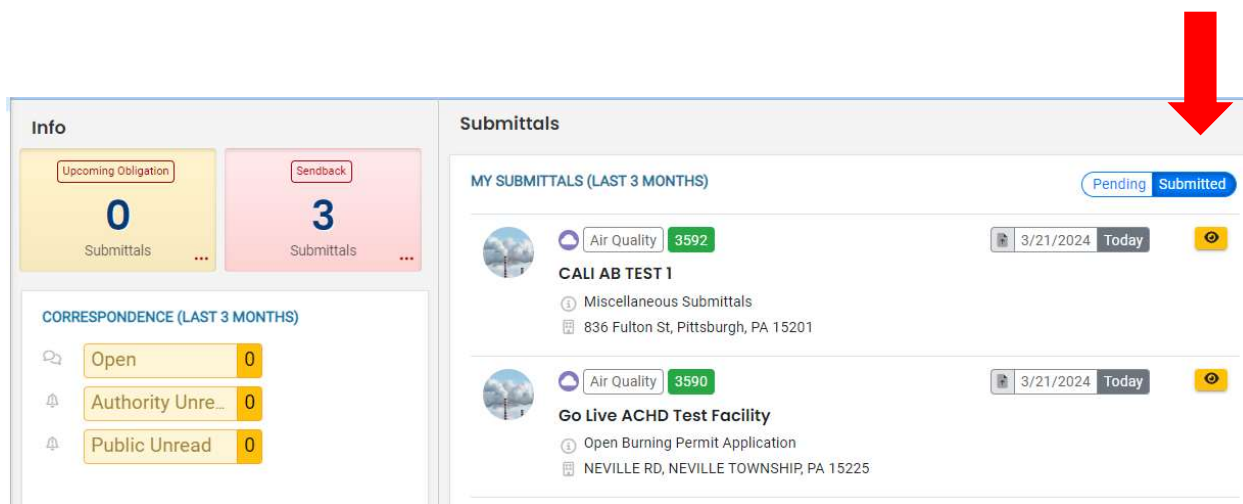 Info
Upcoming Obligation
0
Submittals
...
Sendback
3
Submittals
...
CORRESPONDENCE (LAST 3 MONTHS)
Open 0
Authority Unre... 0
Public Unread 0
Submittals
MY SUBMITTALS (LAST 3 MONTHS)
Pending Submitted
Air Quality 3592 3/21/2024 Today
CALI AB TEST 1
Miscellaneous Submittals
836 Fulton St, Pittsburgh, PA 15201
Air Quality 3590 3/21/2024 Today
Go Live ACHD Test Facility
Open Burning Permit Application
NEVILLE RD, NEVILLE TOWNSHIP, PA 15225